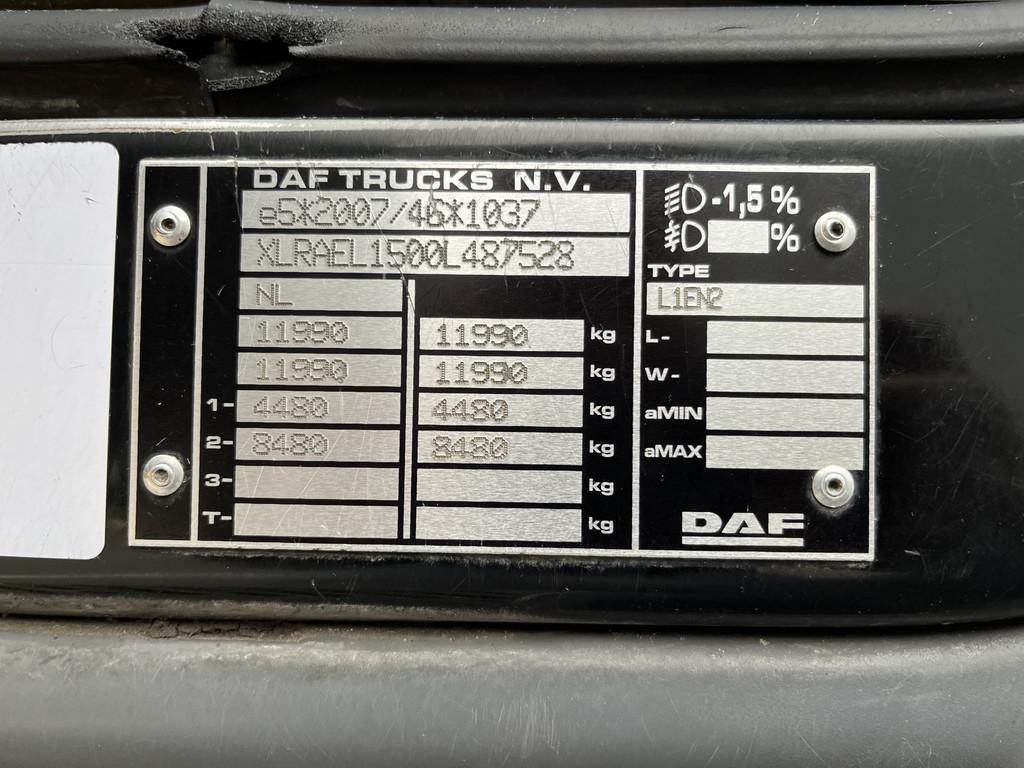 DAF TRUCKS N.V.
e5*2007/46*1037
XLRAEL1500L487528
NL
11990 11990 kg
11990 11990 kg
1- 4480 4480 kg
2- 8480 8480 kg
3- kg
T- kg
-1,5 %
%
TYPE
L1EN2
L-
W-
aMIN
aMAX
DAF